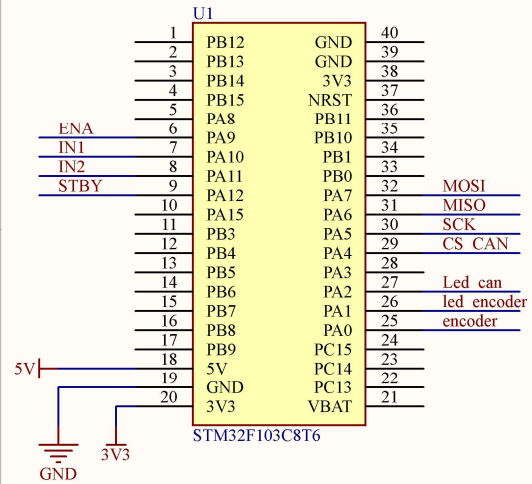 U1
1 PB12 GND 40
2 PB13 GND 39
3 PB14 3V3 38
4 PB15 NRST 37
5 PA8 PB11 36
ENA 6 PA9 PB10 35
IN1 7 PA10 PB1 34
IN2 8 PA11 PB0 33
STBY 9 PA12 PA7 32 MOSI
10 PA15 PA6 31 MISO
11 PB3 PA5 30 SCK
12 PB4 PA4 29 CS CAN
13 PB5 PA3 28
14 PB6 PA2 27 Led can
15 PB7 PA1 26 led encoder
16 PB8 PA0 25 encoder
17 PB9 PC15 24
5V 18 5V PC14 23
19 GND PC13 22
20 3V3 VBAT 21
STM32F103C8T6
3V3
GND